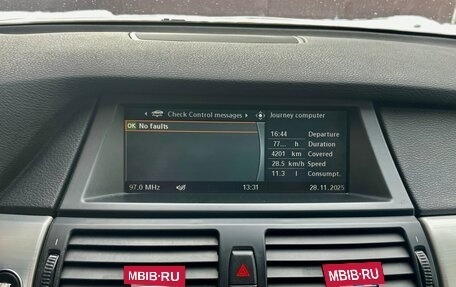 Check Control messages
Journey computer
OK No faults
16:44 Departure
77... h Duration
4201 km Covered
28.5 km/h Speed
11.3 l Consumpt.
97.0 MHz 13:31 28.11.2025
MBIB·RU MBIB·RU